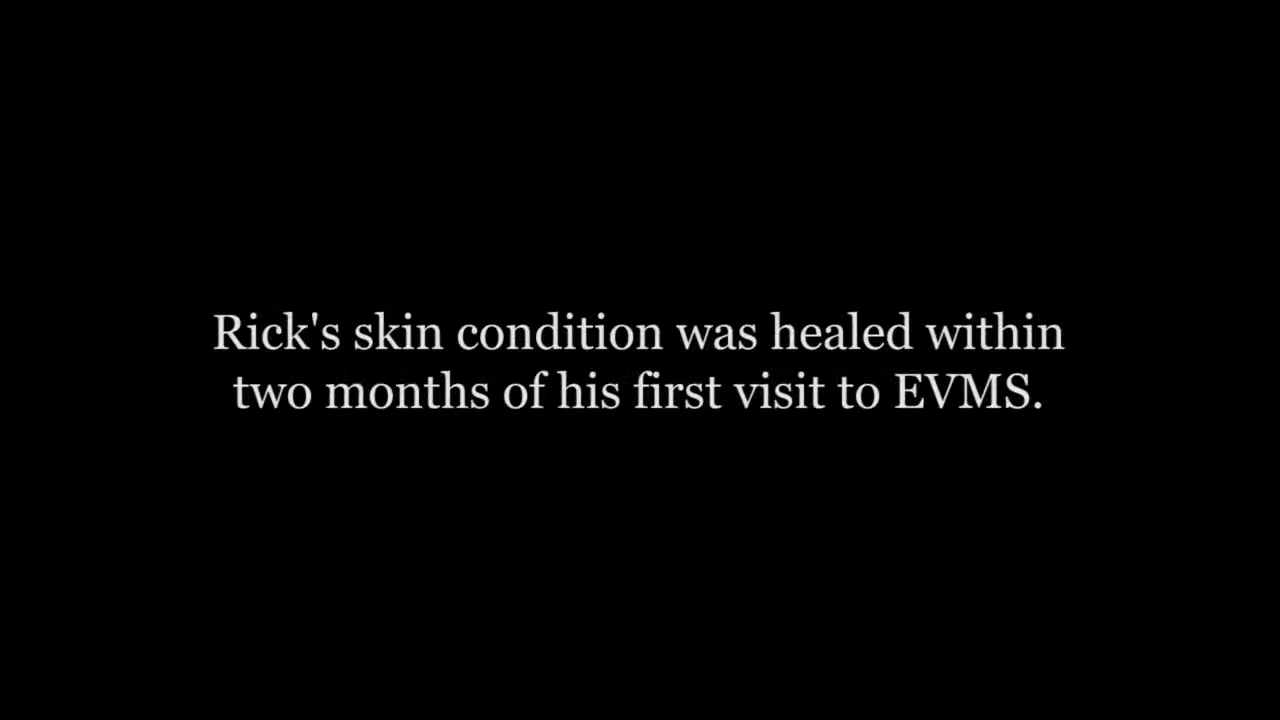 Rick's skin condition was healed within
two months of his first visit to EVMS.